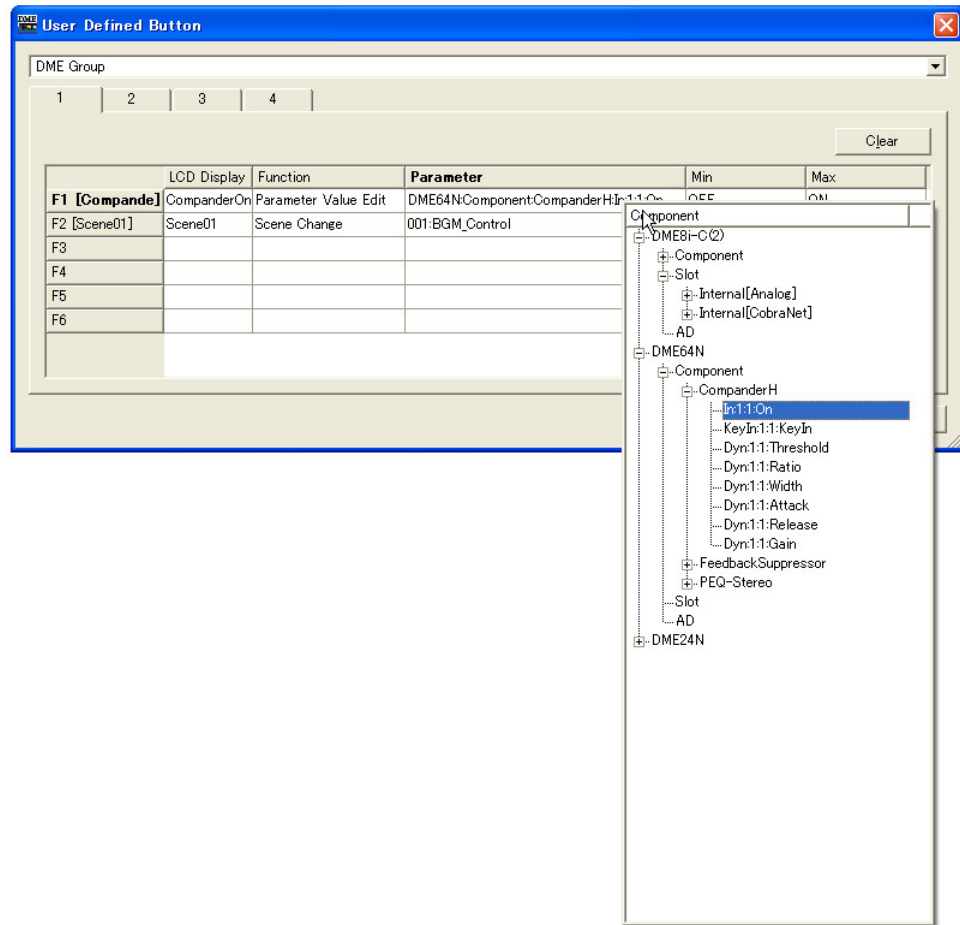 DME User Defined Button
DME Group
1 2 3 4
Clear
LCD Display Function Parameter Min Max
F1 [Compande] CompanderOn Parameter Value Edit DME64N:Component:CompanderH:In:1:1:On OFF ON
F2 [Scene01] Scene01 Scene Change 001:BGM_Control
F3
F4
F5
F6
Component
DME8i-C(2)
Component
Slot
Internal[Analog]
Internal[CobraNet]
AD
DME64N
Component
CompanderH
In:1:1:On
KeyIn:1:1:KeyIn
Dyn:1:1:Threshold
Dyn:1:1:Ratio
Dyn:1:1:Width
Dyn:1:1:Attack
Dyn:1:1:Release
Dyn:1:1:Gain
FeedbackSuppressor
PEQ-Stereo
Slot
AD
DME24N